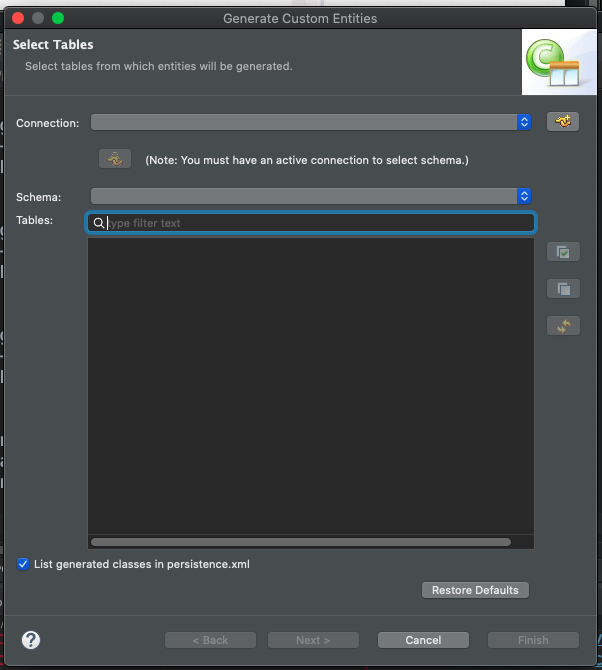 Generate Custom Entities
Select Tables
Select tables from which entities will be generated.
C
Connection:
(Note: You must have an active connection to select schema.)
Schema:
Tables:
type filter text
List generated classes in persistence.xml
Restore Defaults
?
< Back
Next >
Cancel
Finish